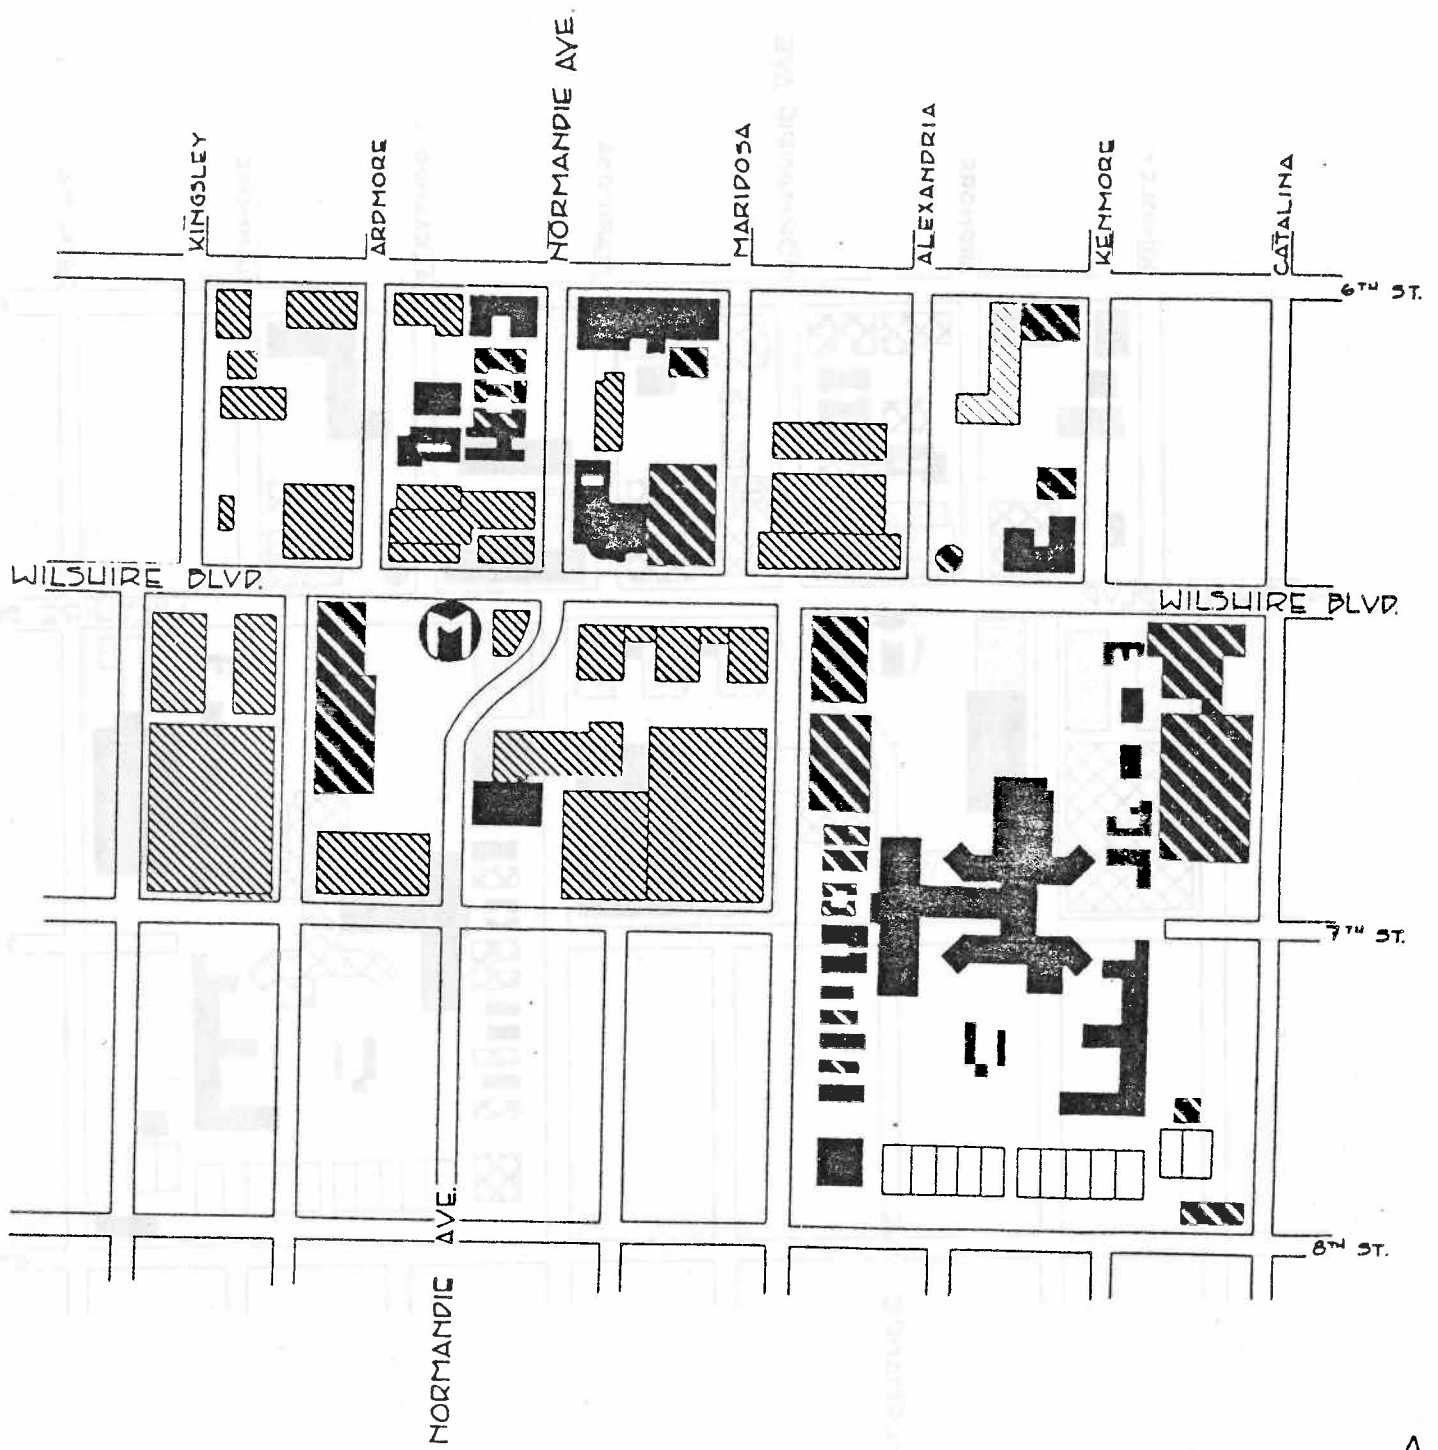 KINGSLEY
ARDMORE
NORMANDIE AVE.
MARIPOSA
ALEXANDRIA
KENMORE
CATALINA
6TH ST.
WILSHIRE BLVD.
WILSHIRE BLVD.
M
7TH ST.
8TH ST.
NORMANDIE AVE.